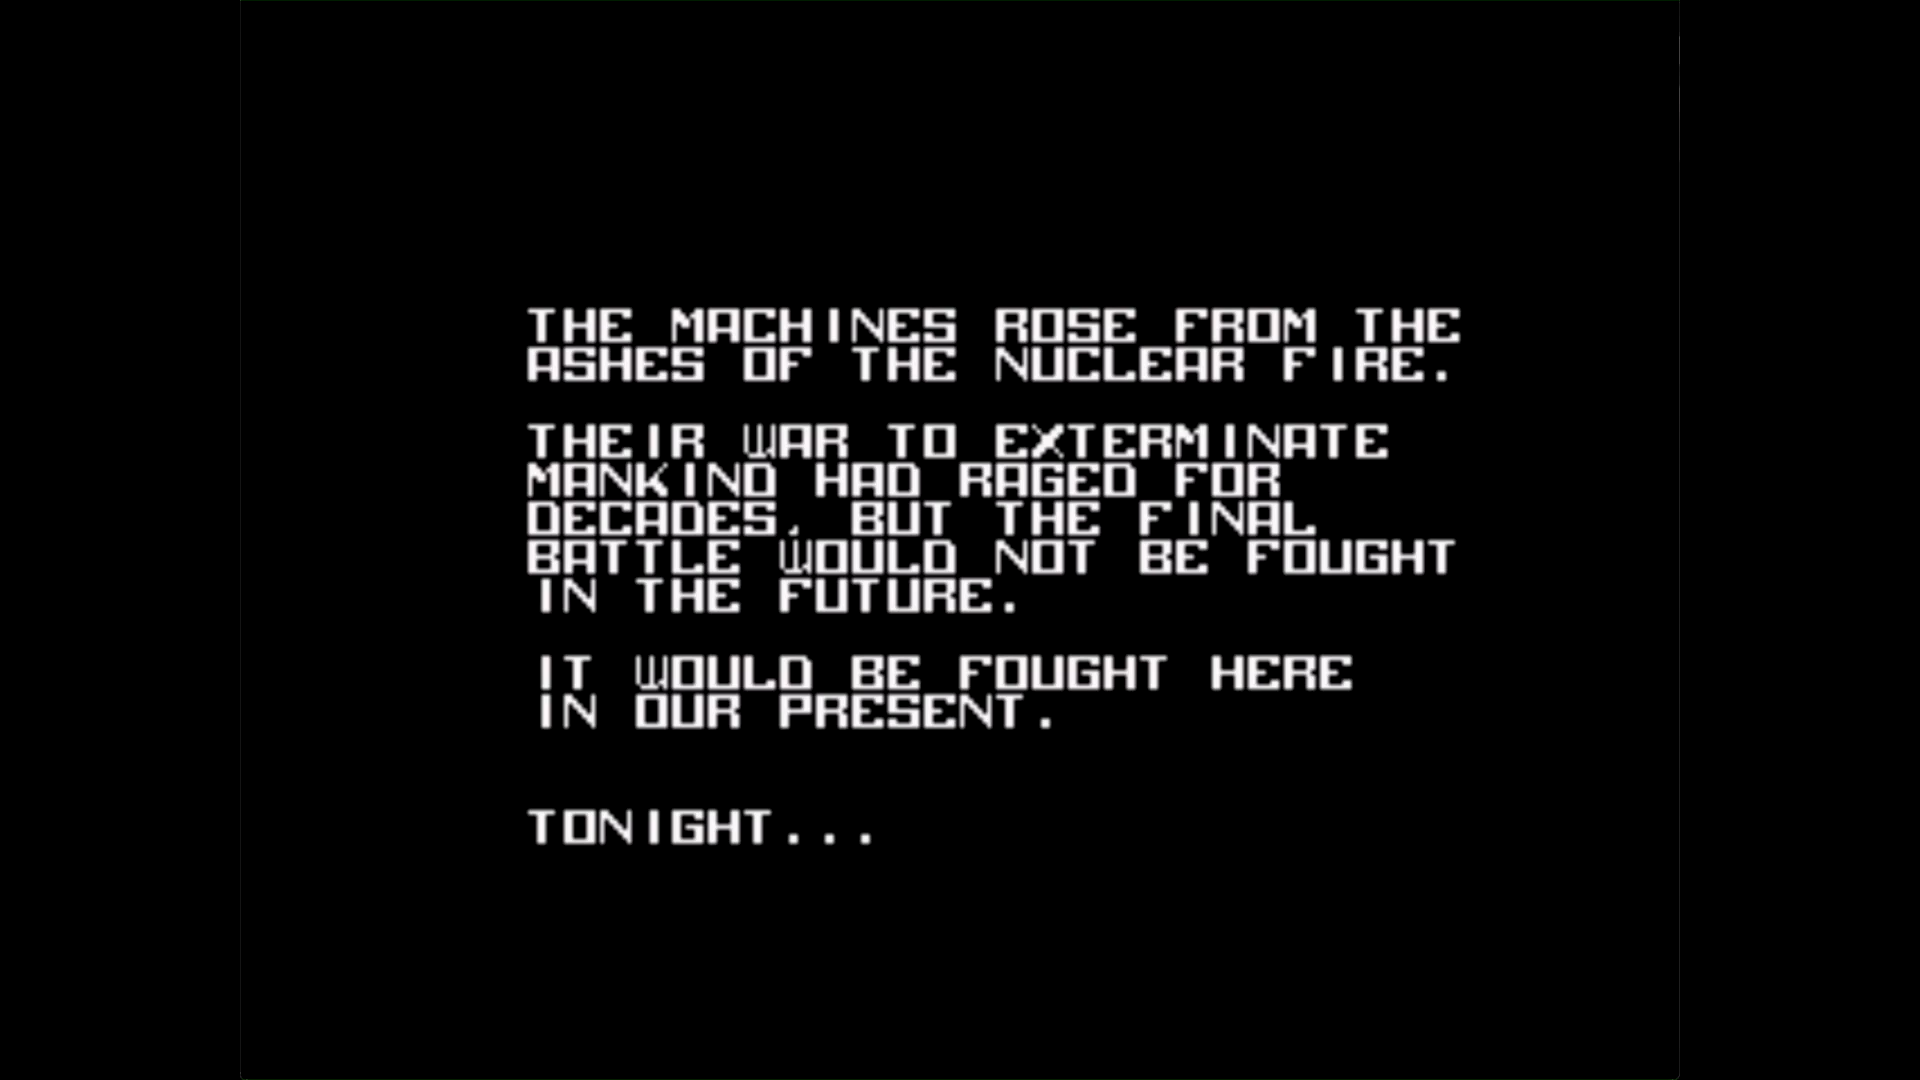 THE MACHINES ROSE FROM THE
ASHES OF THE NUCLEAR FIRE.
THEIR WAR TO EXTERMINATE
MANKIND HAD RAGED FOR
DECADES, BUT THE FINAL
BATTLE WOULD NOT BE FOUGHT
IN THE FUTURE.
IT WOULD BE FOUGHT HERE
IN OUR PRESENT.
TONIGHT...